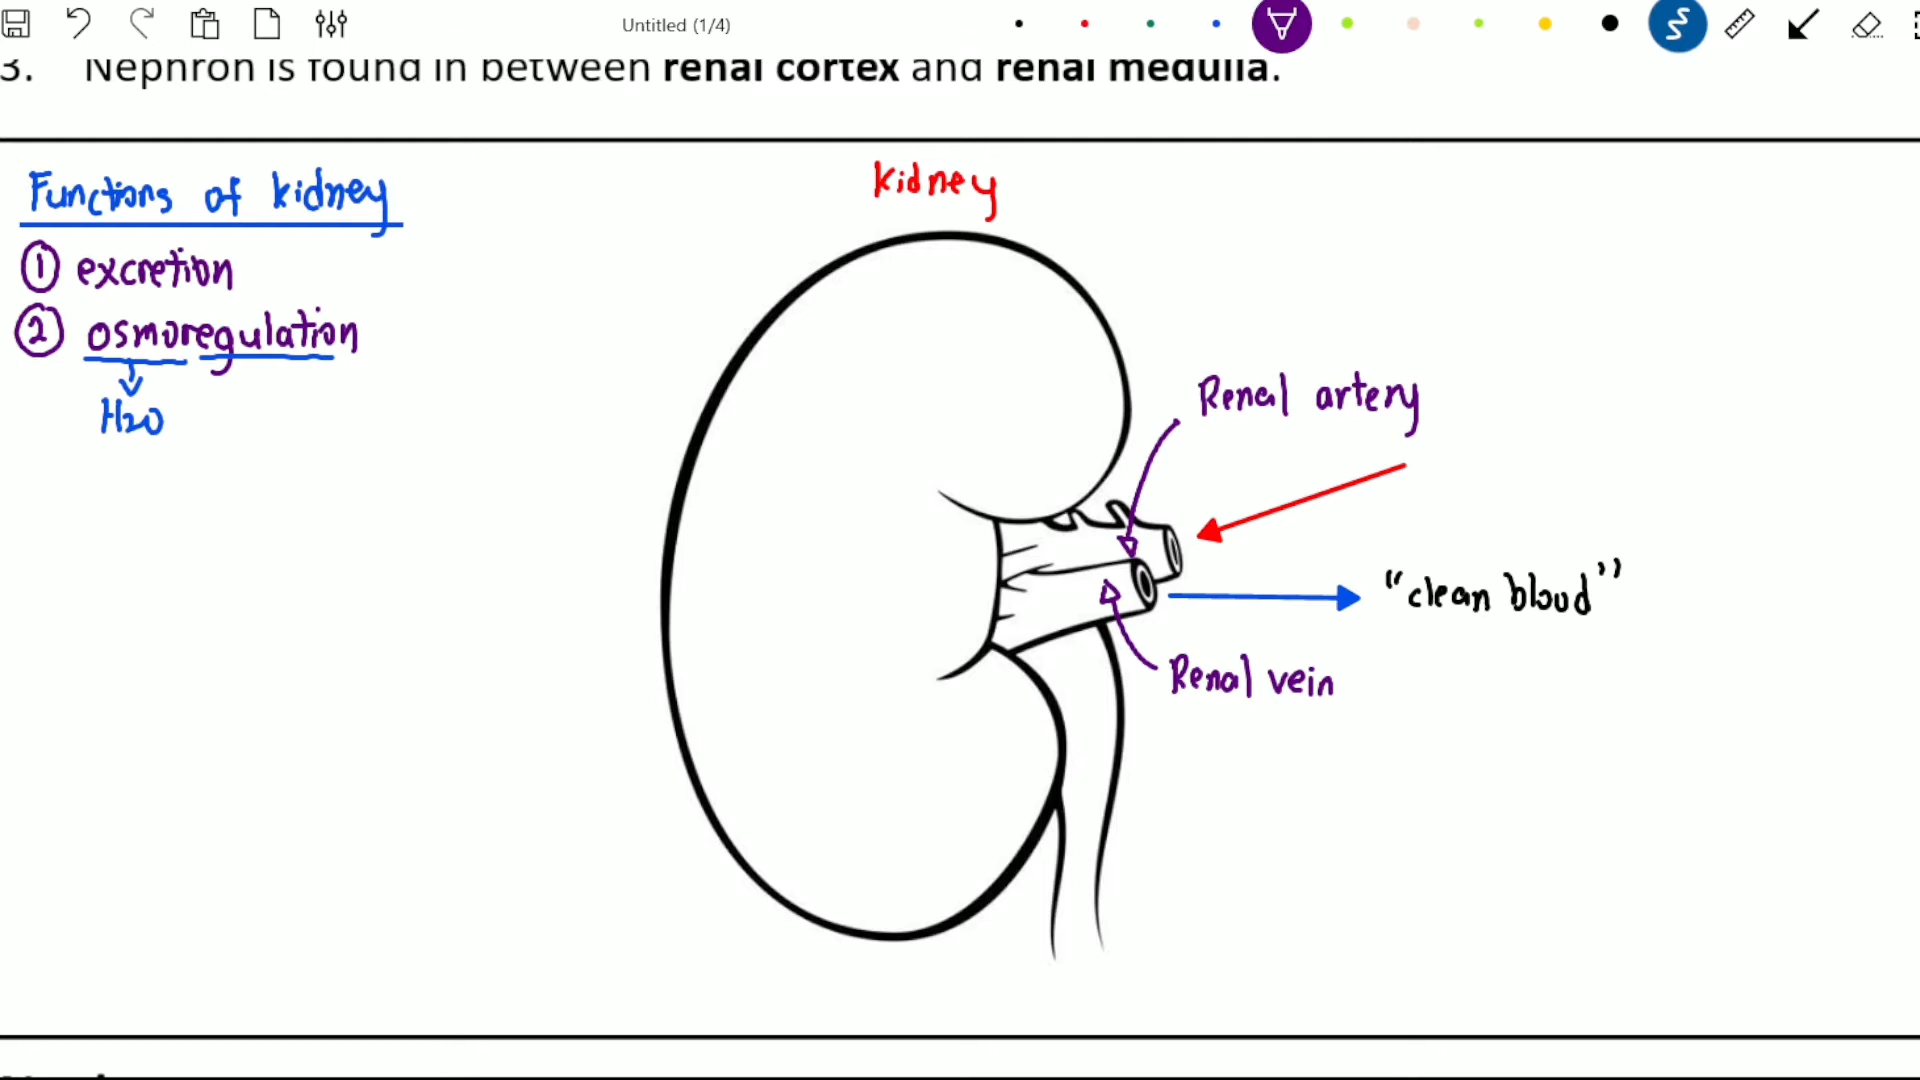 Untitled (1/4)
3. Nephron is found in between renal cortex and renal medulla.
Functions of kidney
① excretion
② osmoregulation
H2O
Kidney
Renal artery
"clean blood"
Renal vein